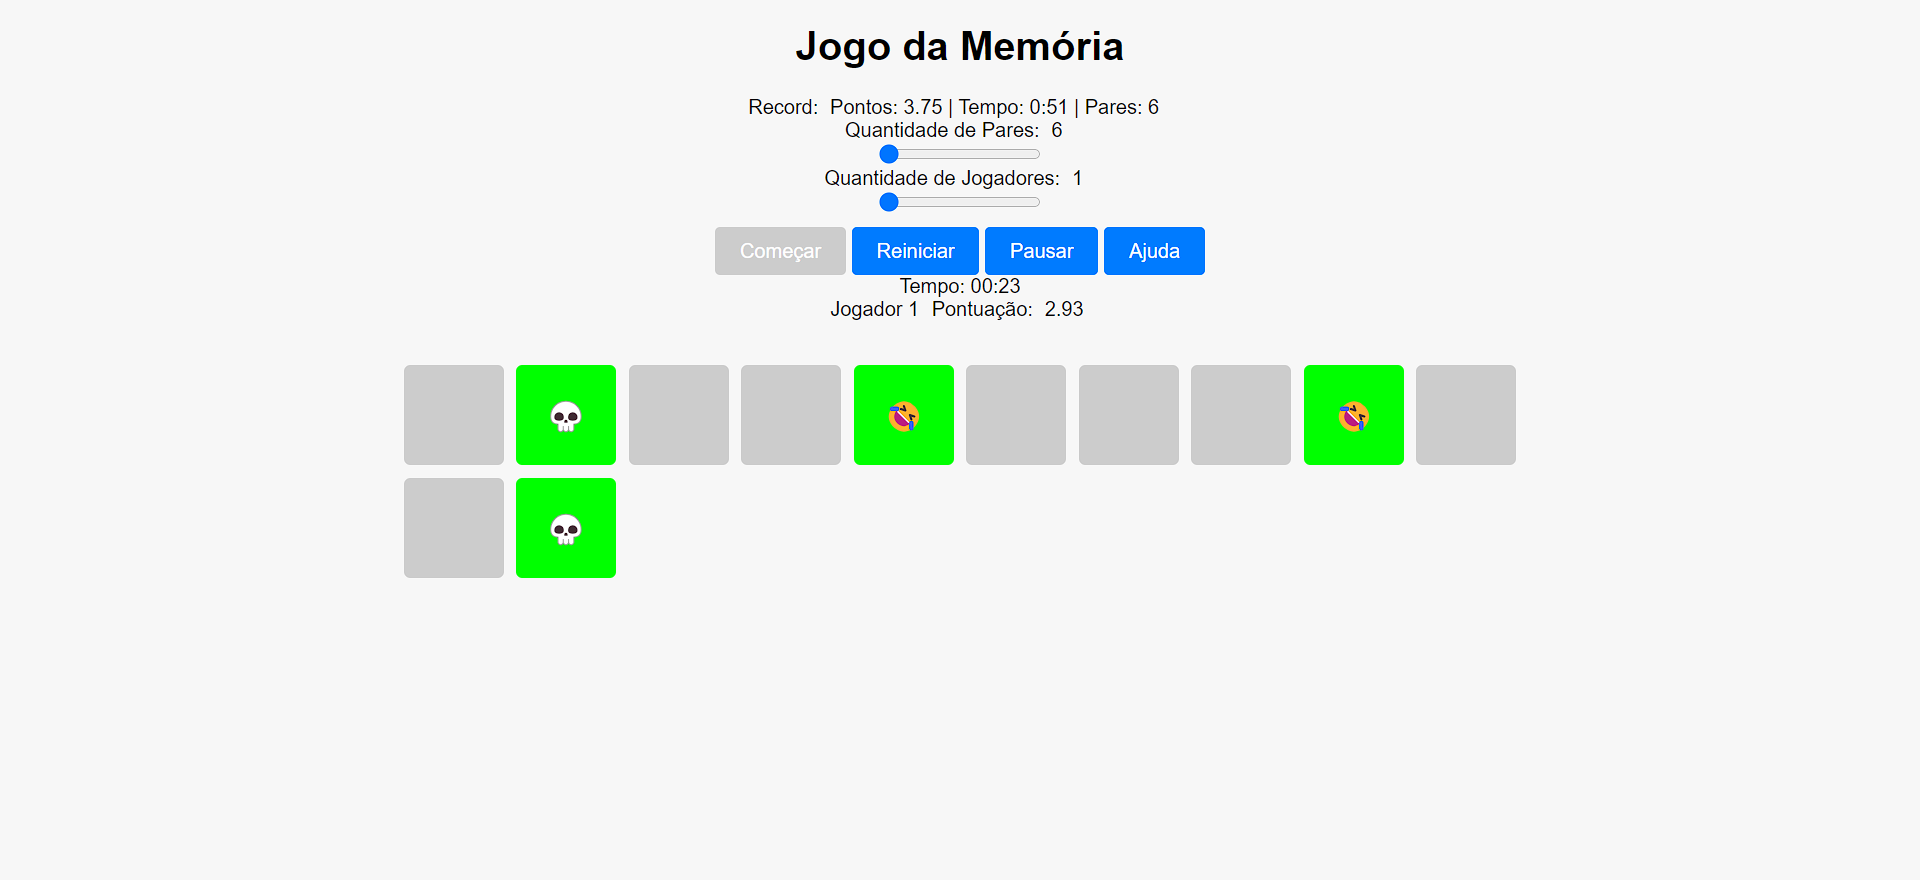 Jogo da Memória
Record: Pontos: 3.75 | Tempo: 0:51 | Pares: 6
Quantidade de Pares: 6
Quantidade de Jogadores: 1
Começar Reiniciar Pausar Ajuda
Tempo: 00:23
Jogador 1 Pontuação: 2.93